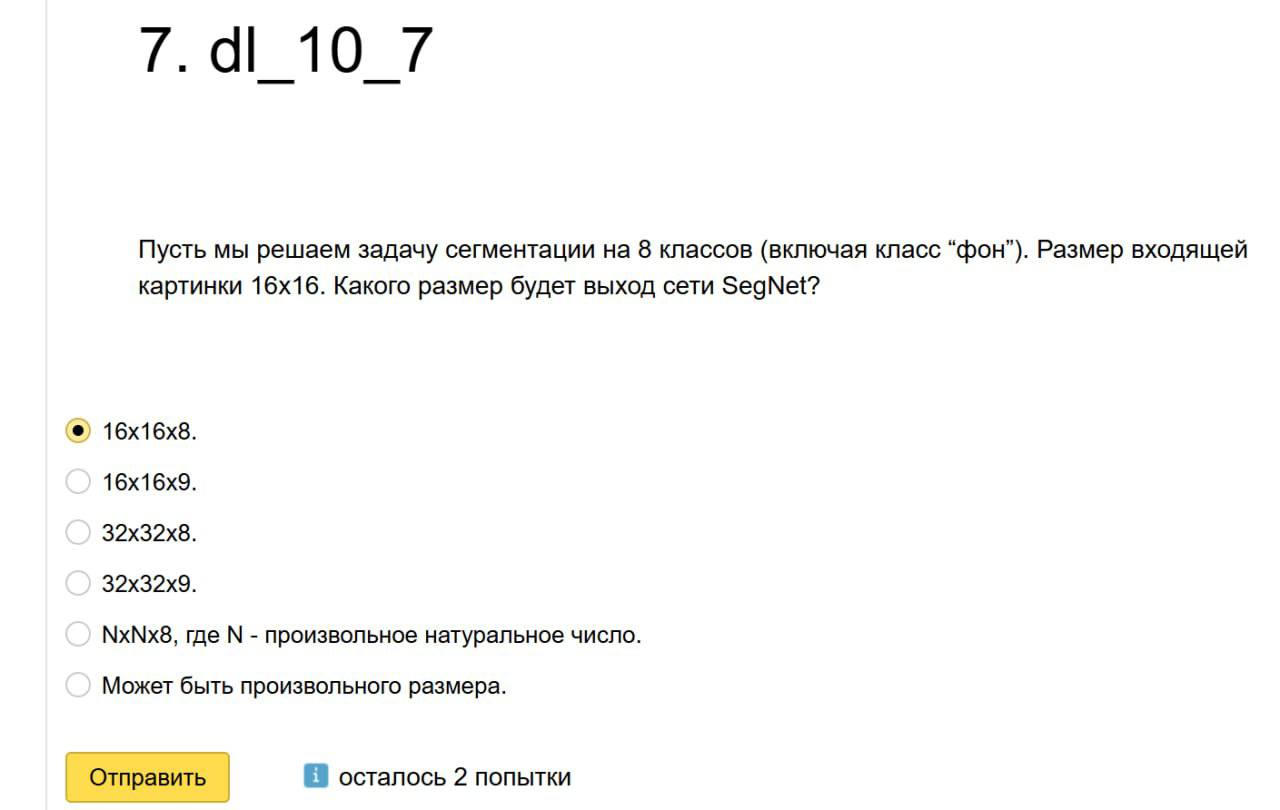 7. dl_10_7
Пусть мы решаем задачу сегментации на 8 классов (включая класс “фон”). Размер входящей
картинки 16х16. Какого размер будет выход сети SegNet?
16x16x8.
16x16x9.
32x32x8.
32x32x9.
NxNx8, где N - произвольное натуральное число.
Может быть произвольного размера.
Отправить
i осталось 2 попытки